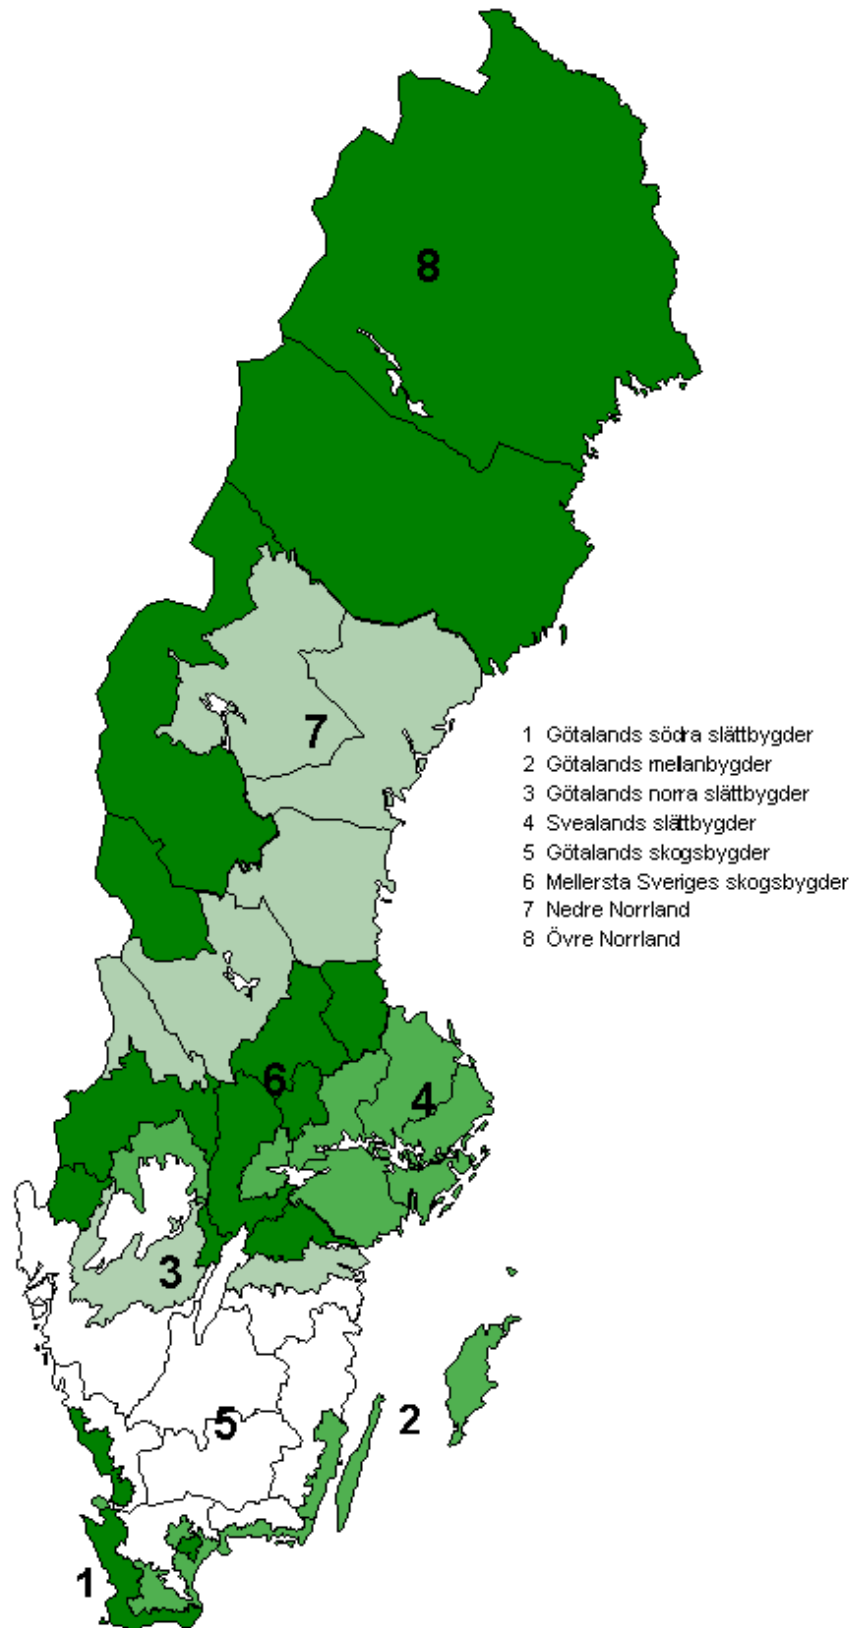 8
7
1 Götalands södra slättbygder
2 Götalands mellanbygder
3 Götalands norra slättbygder
4 Svealands slättbygder
5 Götalands skogsbygder
6 Mellersta Sveriges skogsbygder
7 Nedre Norrland
8 Övre Norrland
6
4
3
2
5
1